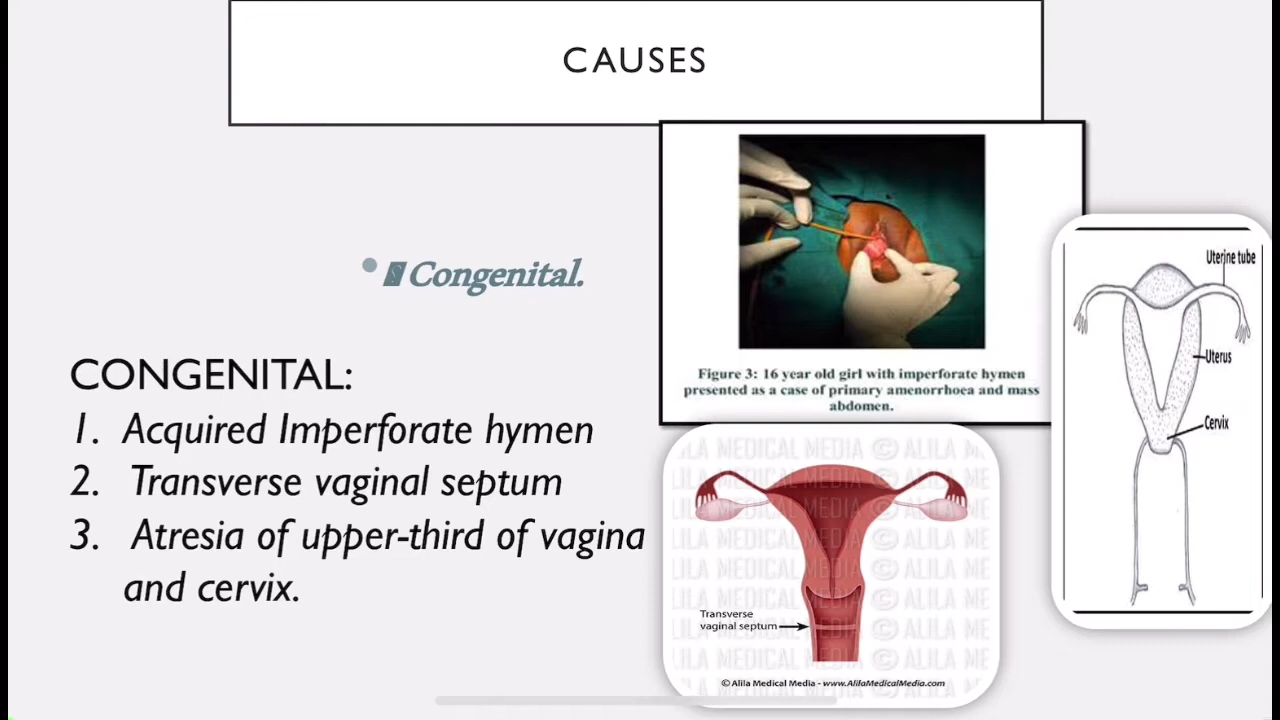 CAUSES
Congenital.
CONGENITAL:
1. Acquired Imperforate hymen
2. Transverse vaginal septum
3. Atresia of upper-third of vagina
and cervix.
Figure 3: 16 year old girl with imperforate hymen
presented as a case of primary amenorrhoea and mass
abdomen.
Uterine tube
Uterus
Cervix
ALILA MEDICAL MEDIA © ALILA ME
Transverse
vaginal septum
© Alila Medical Media - www.AlilaMedicalMedia.com